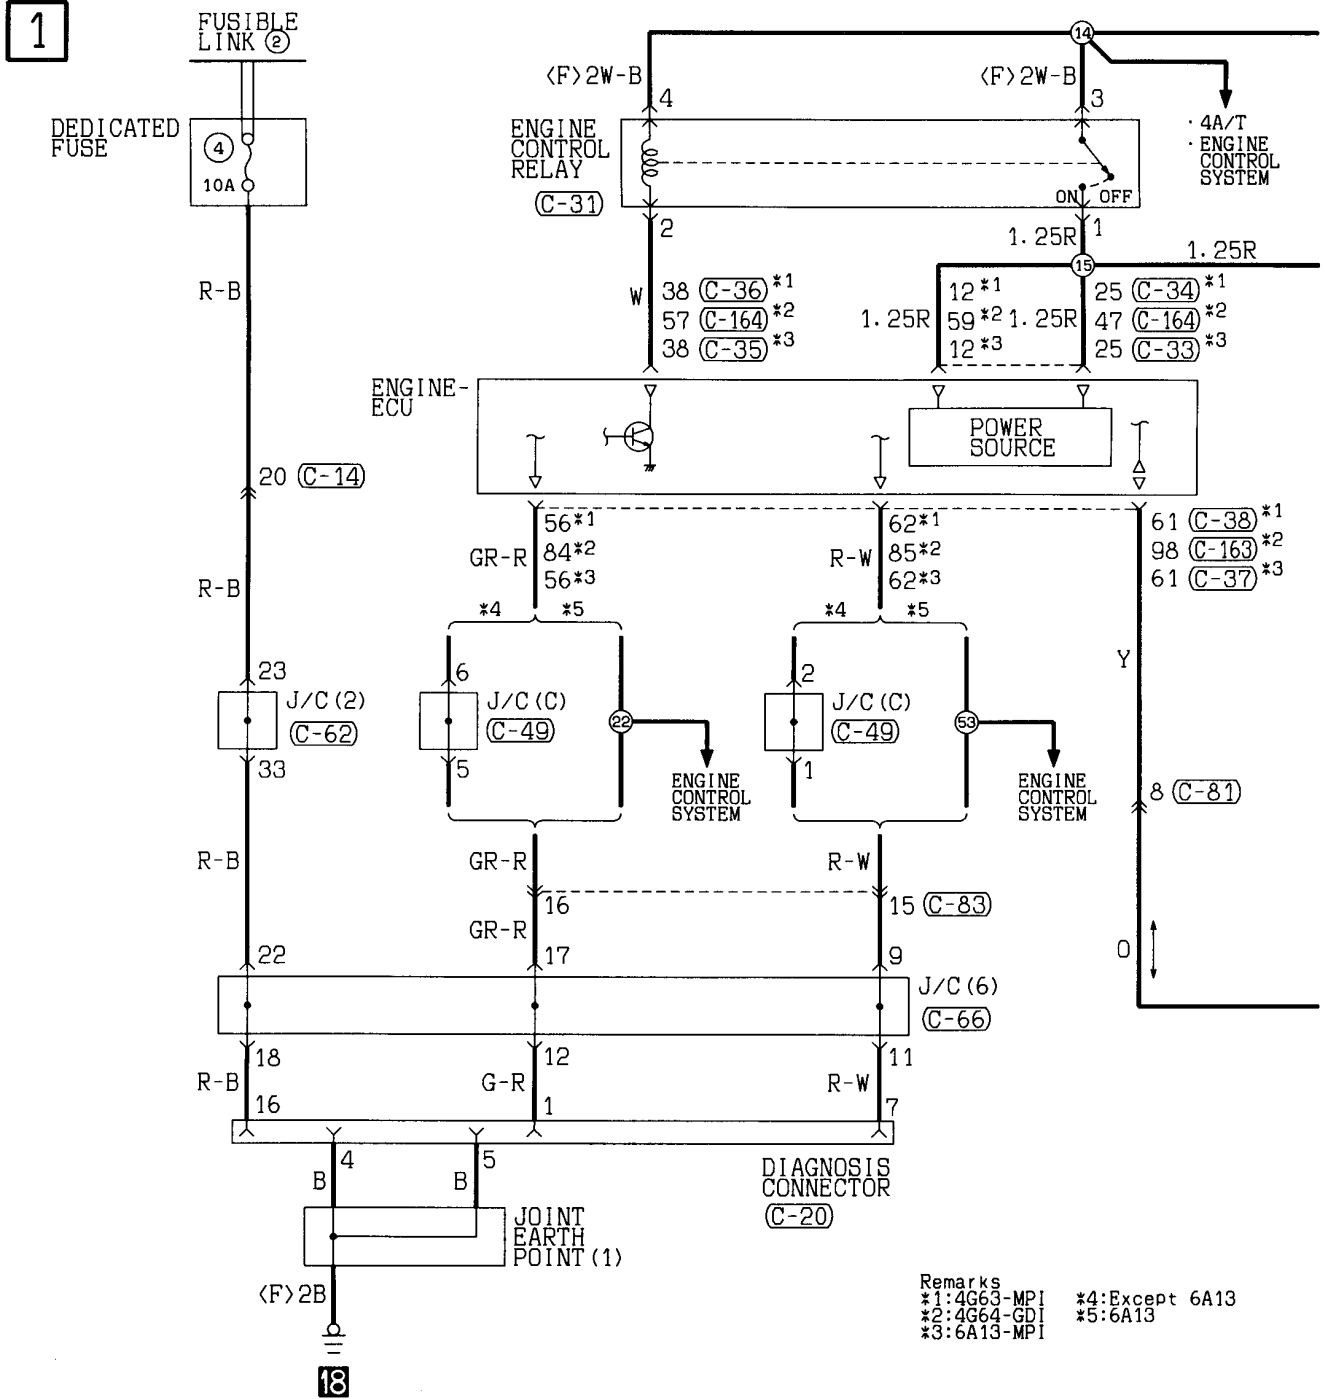 1
FUSIBLE
LINK ②
DEDICATED
FUSE
4
10A
R-B
20 (C-14)
R-B
23
J/C(2)
(C-62)
33
R-B
22
18
R-B
16
14
<F>2W-B
4
<F>2W-B
3
· 4A/T
· ENGINE
CONTROL
SYSTEM
ENGINE
CONTROL
RELAY
(C-31)
ON OFF
2
1
1.25R
15
1.25R
W
38 (C-36)*1
57 (C-164)*2
38 (C-35)*3
1.25R
12*1
59*2
12*3
1.25R
25 (C-34)*1
47 (C-164)*2
25 (C-33)*3
ENGINE-
ECU
POWER
SOURCE
56*1
GR-R 84*2
56*3
62*1
R-W 85*2
62*3
61 (C-38)*1
98 (C-163)*2
61 (C-37)*3
*4 *5
*4 *5
6
J/C(C)
(C-49)
5
22
ENGINE
CONTROL
SYSTEM
2
J/C(C)
(C-49)
1
53
ENGINE
CONTROL
SYSTEM
Y
8 (C-81)
O
GR-R
16
GR-R
17
R-W
15 (C-83)
9
J/C(6)
(C-66)
12
G-R
1
11
R-W
7
4
B
5
B
DIAGNOSIS
CONNECTOR
(C-20)
JOINT
EARTH
POINT(1)
<F>2B
18
Remarks
*1:4G63-MPI *4:Except 6A13
*2:4G64-GDI *5:6A13
*3:6A13-MPI